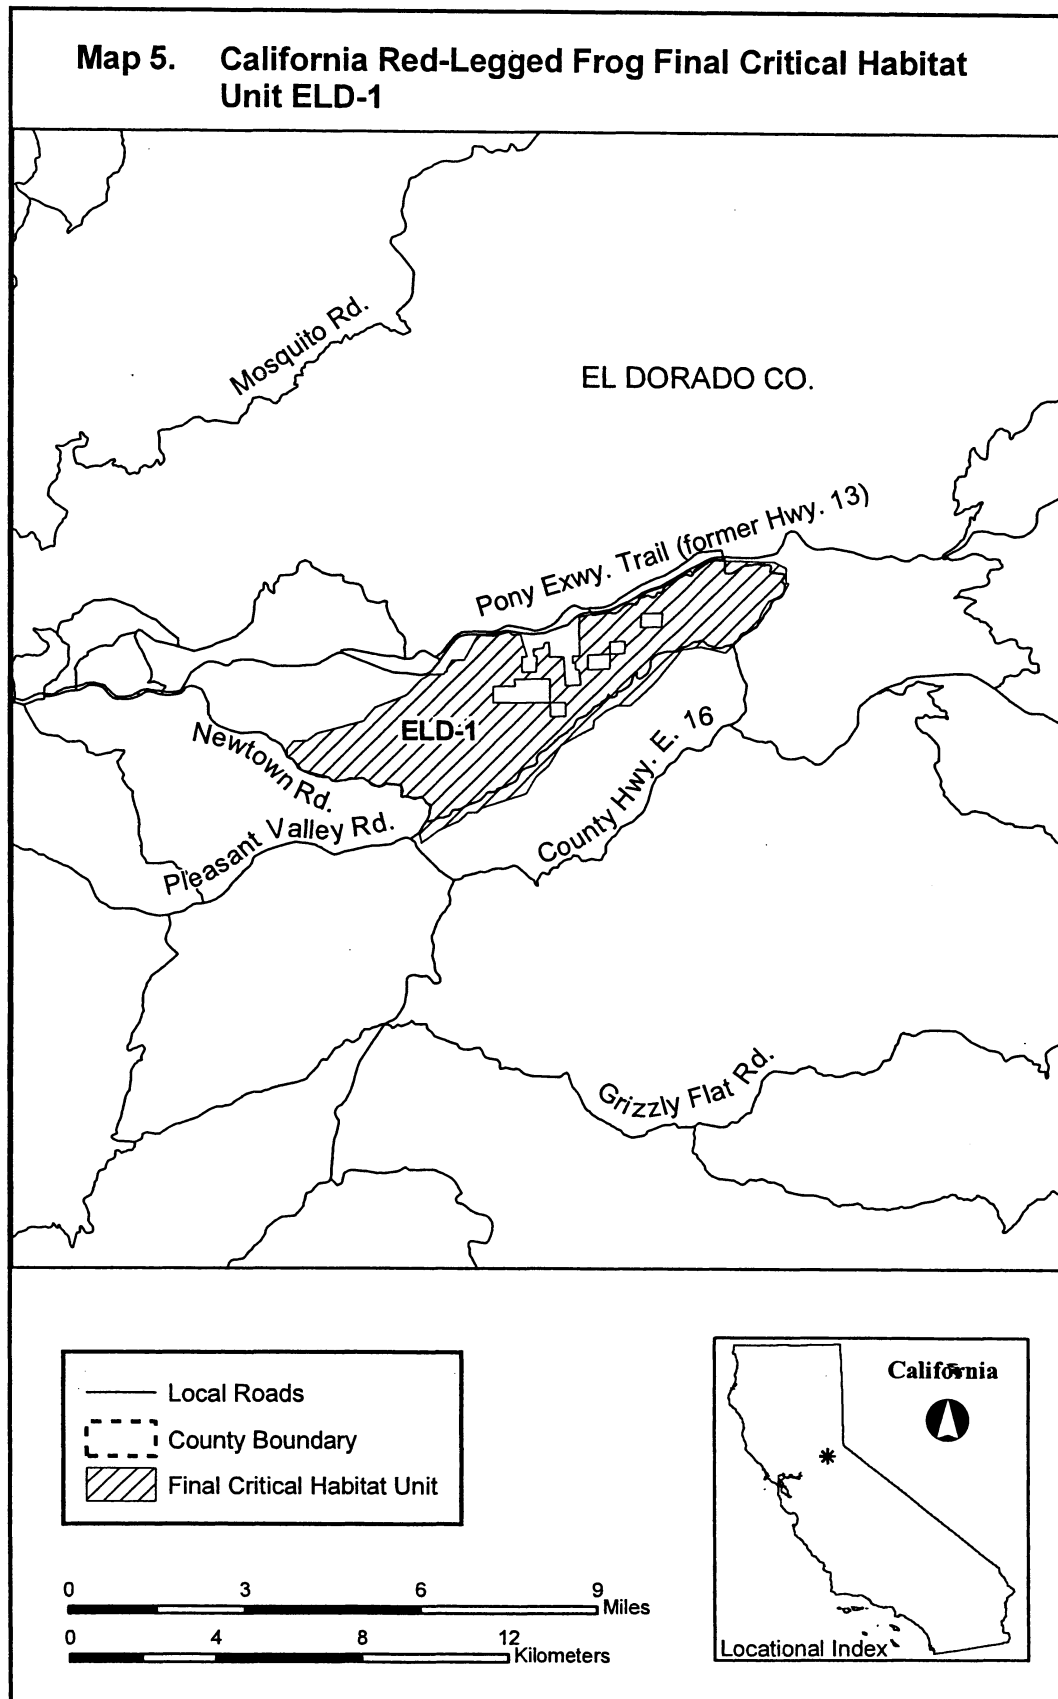 Map 5. California Red-Legged Frog Final Critical Habitat
Unit ELD-1
Mosquito Rd.
EL DORADO CO.
Pony Exwy. Trail (former Hwy. 13)
ELD-1
Newtown Rd.
County Hwy. E. 16
Pleasant Valley Rd.
Grizzly Flat Rd.
Local Roads
County Boundary
Final Critical Habitat Unit
0 3 6 9 Miles
0 4 8 12 Kilometers
California
Locational Index